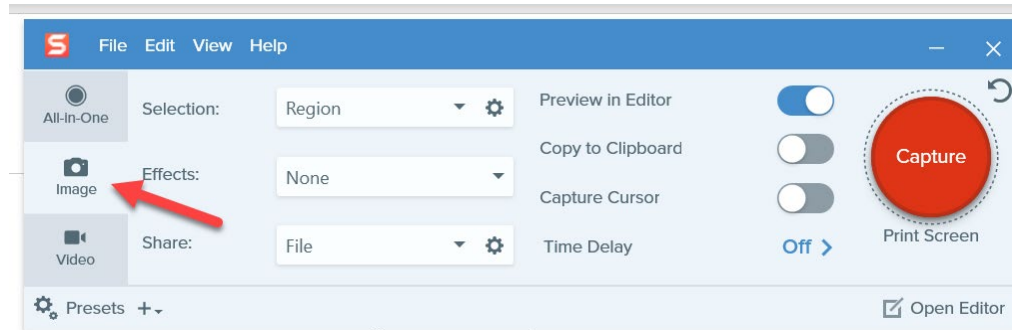 S File Edit View Help
All-in-One
Image
Video
Selection: Region
Effects: None
Share: File
Preview in Editor
Copy to Clipboard
Capture Cursor
Time Delay Off
Capture
Print Screen
Presets
Open Editor